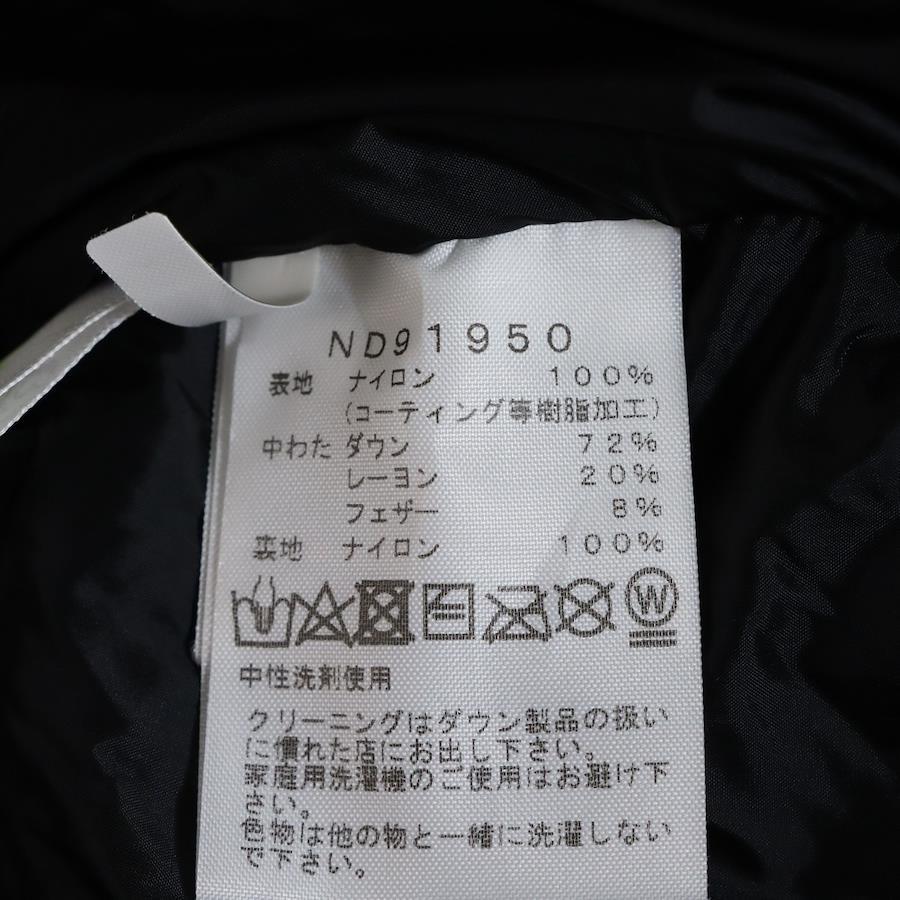 ND91950
表地 ナイロン 100%
(コーティング等樹脂加工)
中わた ダウン 72%
レーヨン 20%
フェザー 8%
裏地 ナイロン 100%
W
中性洗剤使用
クリーニングはダウン製品の扱い
に慣れた店にお出し下さい。
家庭用洗濯機のご使用はお避け下
さい。
色物は他の物と一緒に洗濯しない
で下さい。